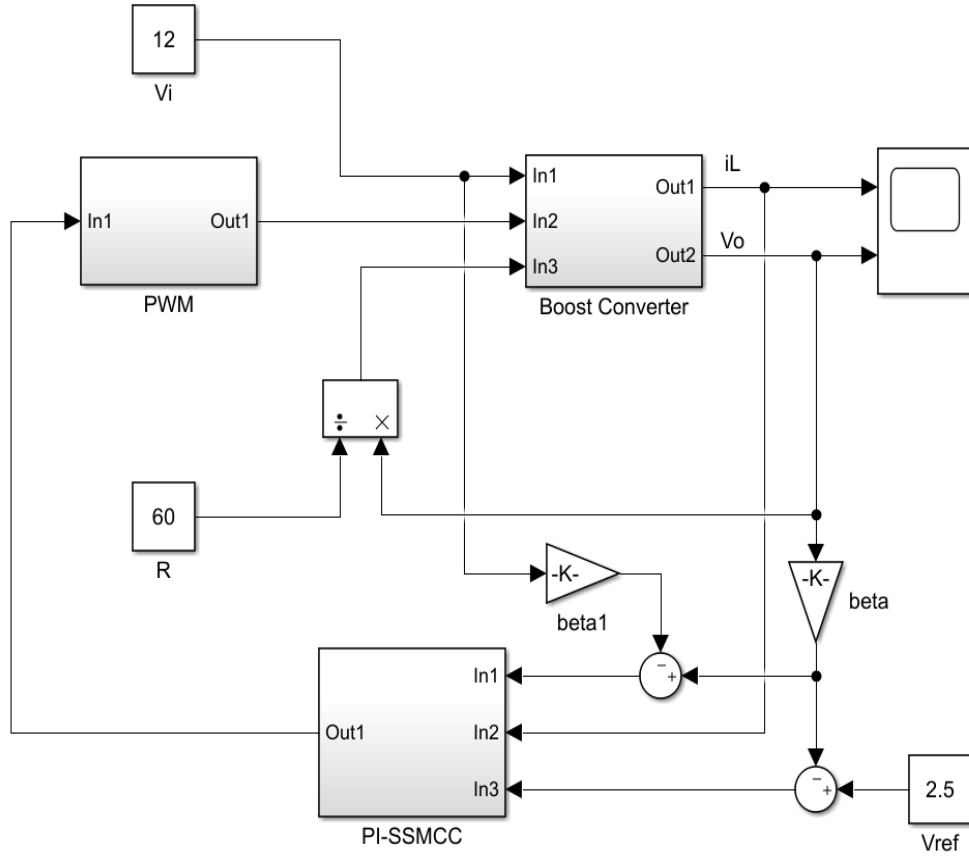 12
Vi
In1
Out1
PWM
In1
In2
In3
Out1
Out2
Boost Converter
iL
Vo
÷ ×
60
R
-K-
beta1
-K-
beta
− +
− +
In1
In2
In3
Out1
PI-SSMCC
2.5
Vref